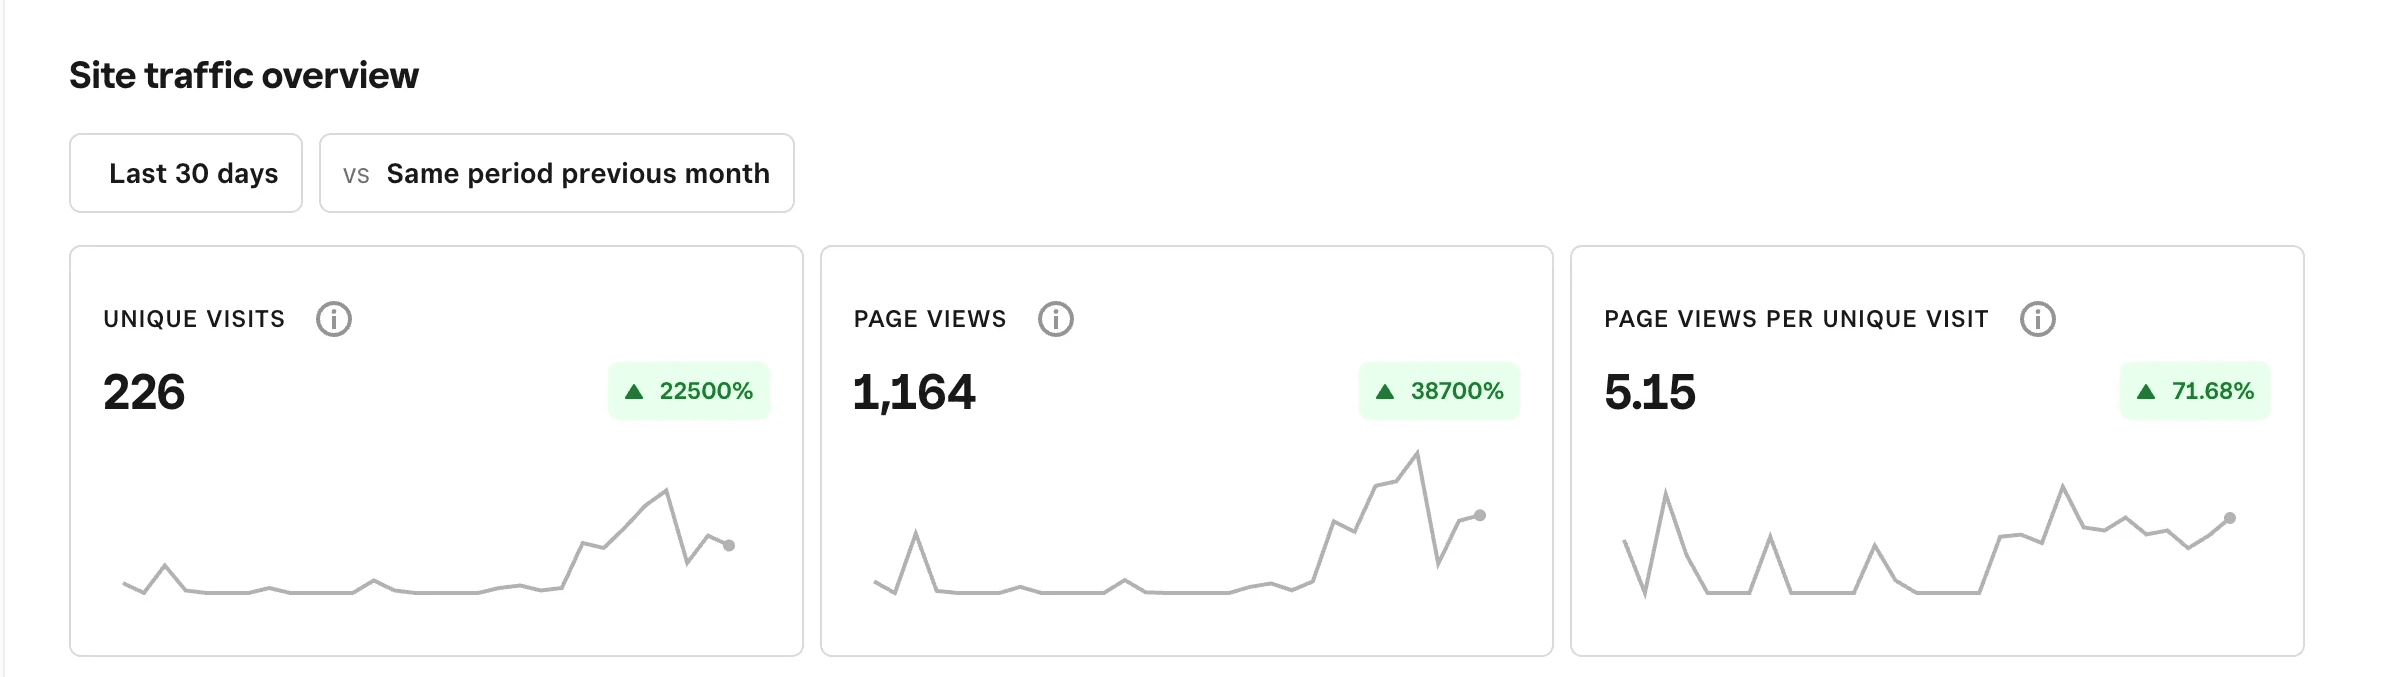 Site traffic overview
Last 30 days
vs Same period previous month
UNIQUE VISITS
226
22500%
PAGE VIEWS
1,164
38700%
PAGE VIEWS PER UNIQUE VISIT
5.15
71.68%